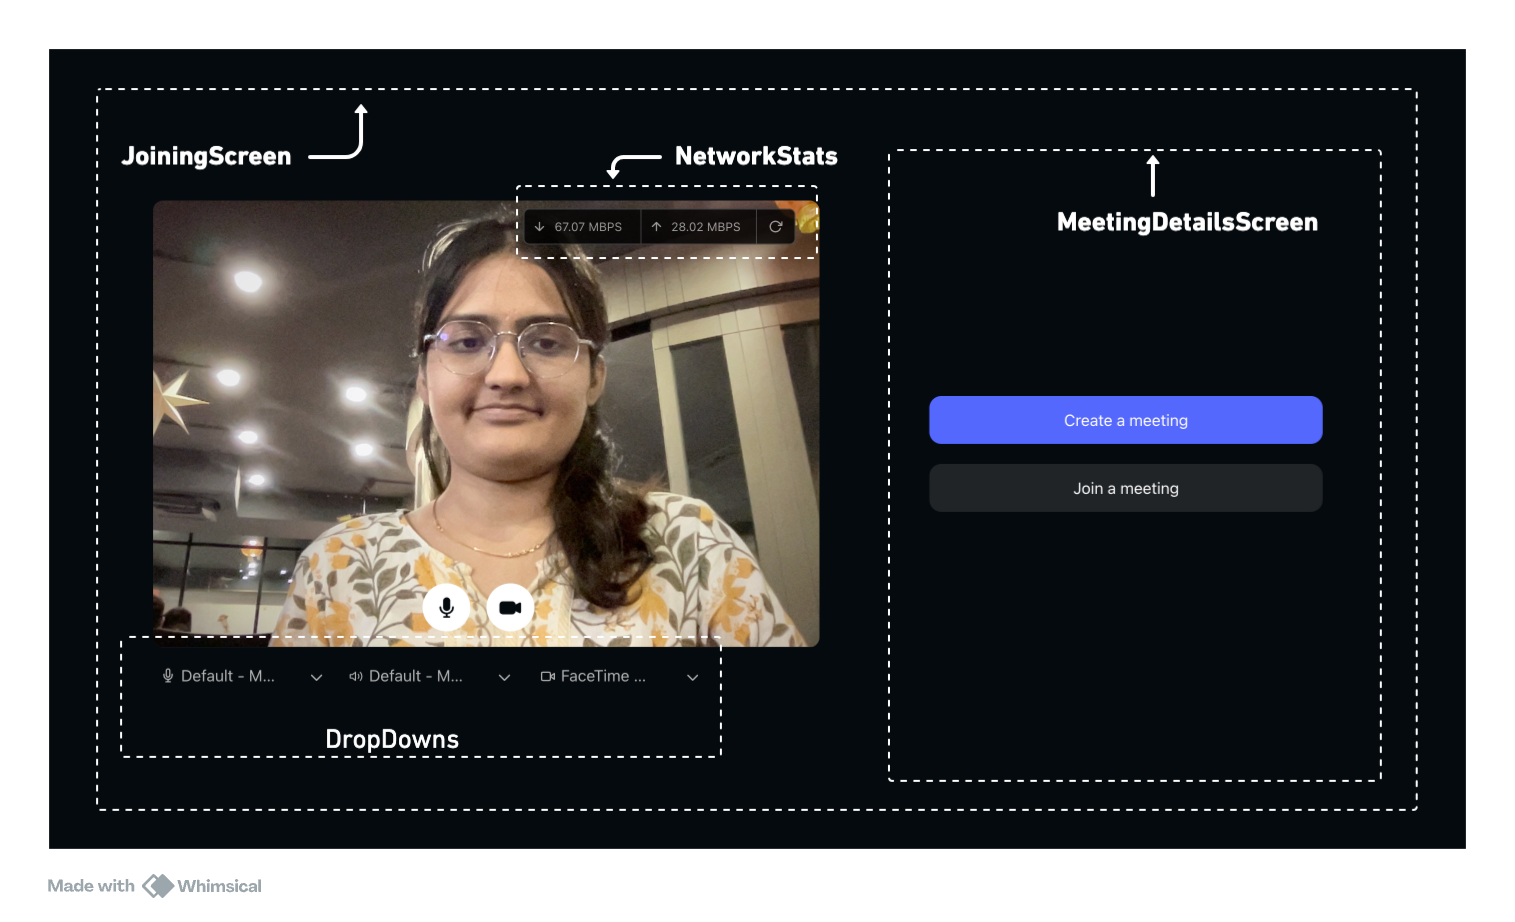 JoiningScreen
NetworkStats
67.07 MBPS
28.02 MBPS
MeetingDetailsScreen
Create a meeting
Join a meeting
Default - M...
Default - M...
FaceTime ...
DropDowns
Made with Whimsical